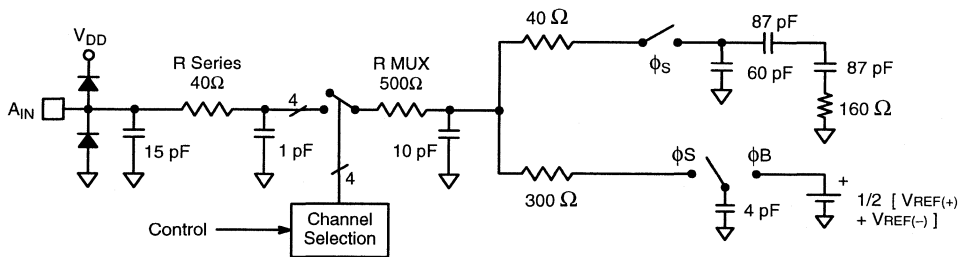 VDD
R Series
40Ω
AIN
15 pF
4
1 pF
R MUX
500Ω
10 pF
4
Control
Channel
Selection
40 Ω
ϕS
87 pF
60 pF
87 pF
160 Ω
300 Ω
ϕS
ϕB
4 pF
+
1/2 [ VREF(+)
+ VREF(–) ]